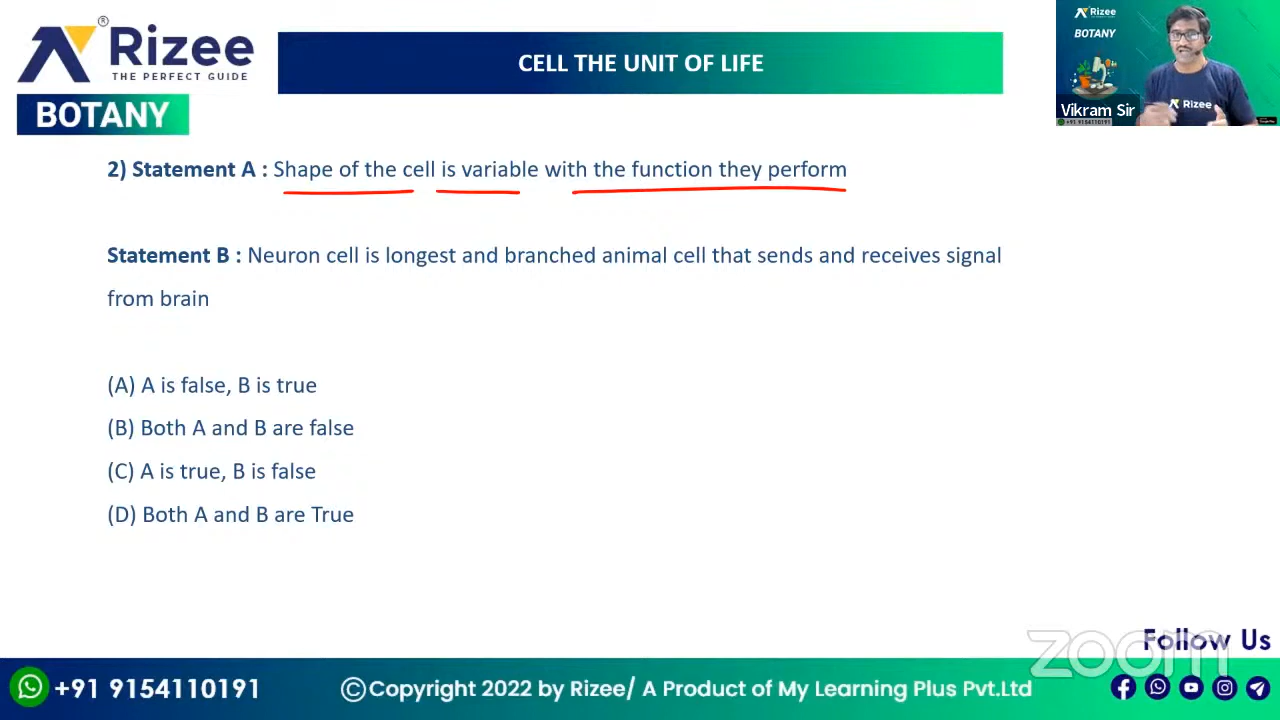 Rizee®
THE PERFECT GUIDE
BOTANY
CELL THE UNIT OF LIFE
Rizee
BOTANY
Rizee
Vikram Sir
+91 9154110191
2) Statement A : Shape of the cell is variable with the function they perform
Statement B : Neuron cell is longest and branched animal cell that sends and receives signal
from brain
(A) A is false, B is true
(B) Both A and B are false
(C) A is true, B is false
(D) Both A and B are True
Follow Us
zoom
+91 9154110191
©Copyright 2022 by Rizee/ A Product of My Learning Plus Pvt.Ltd